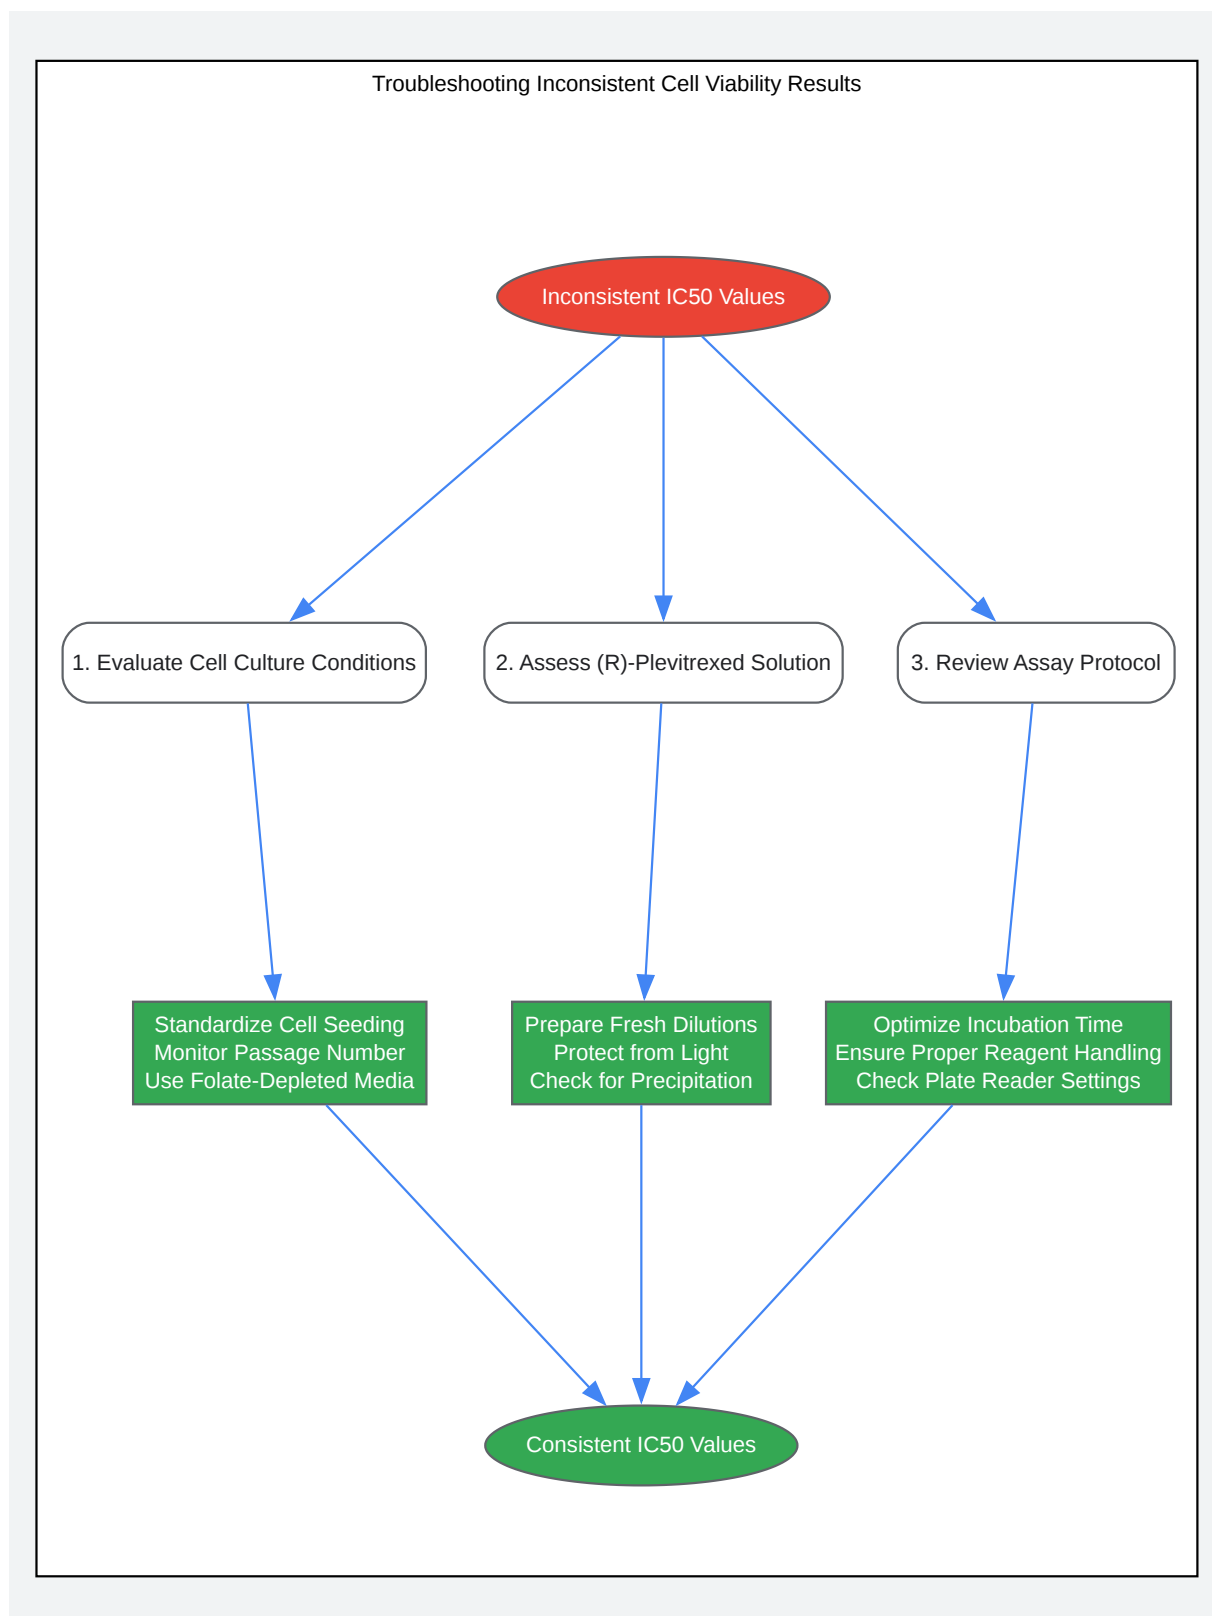 Troubleshooting Inconsistent Cell Viability Results
Inconsistent IC50 Values
1. Evaluate Cell Culture Conditions
2. Assess (R)-Plevitrexed Solution
3. Review Assay Protocol
Standardize Cell Seeding
Monitor Passage Number
Use Folate-Depleted Media
Prepare Fresh Dilutions
Protect from Light
Check for Precipitation
Optimize Incubation Time
Ensure Proper Reagent Handling
Check Plate Reader Settings
Consistent IC50 Values